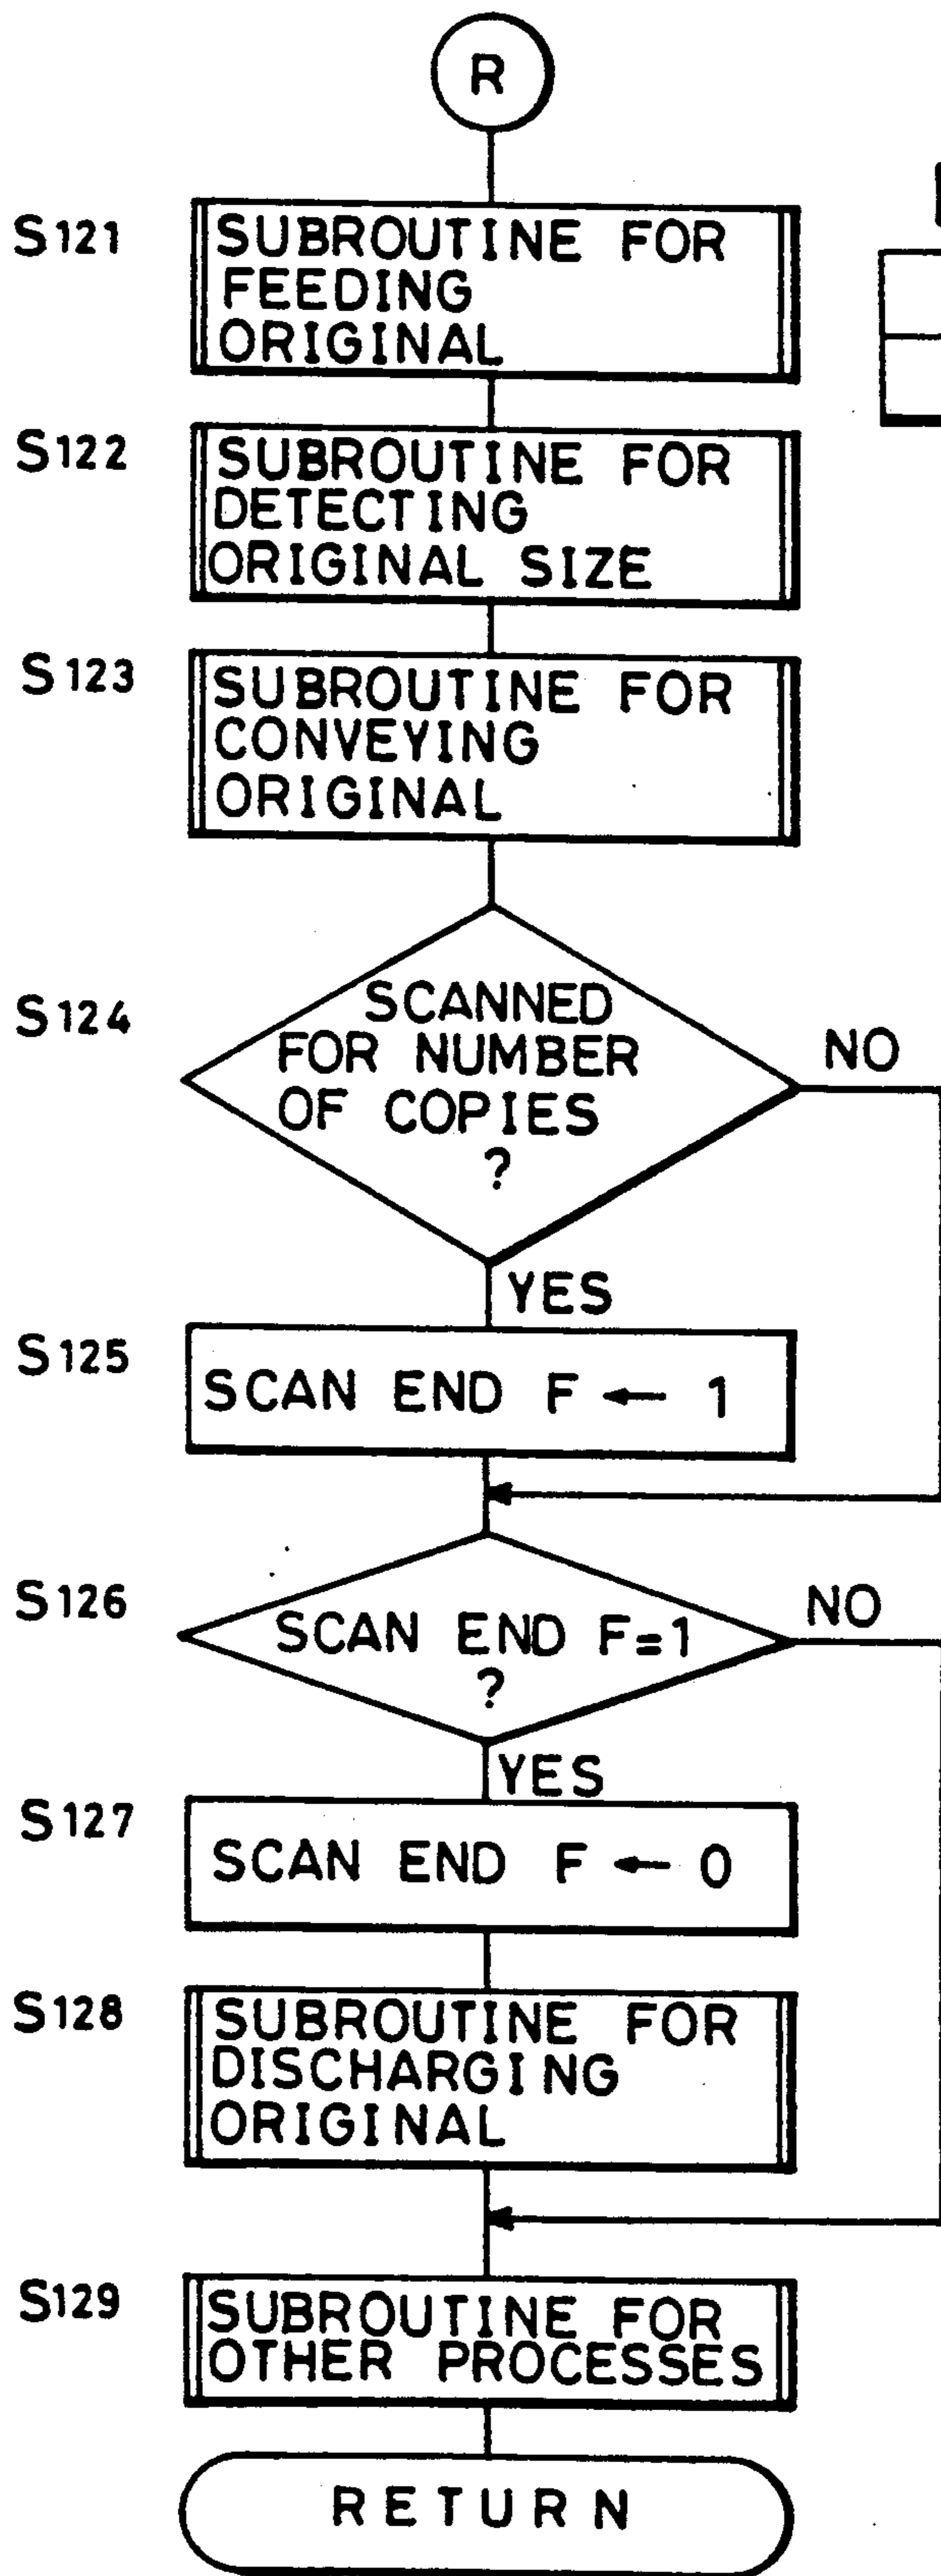 R
S121
SUBROUTINE FOR
FEEDING
ORIGINAL
S122
SUBROUTINE FOR
DETECTING
ORIGINAL SIZE
S123
SUBROUTINE FOR
CONVEYING
ORIGINAL
S124
SCANNED
FOR NUMBER
OF COPIES
?
NO
YES
S125
SCAN END F ← 1
S126
SCAN END F=1
?
NO
YES
S127
SCAN END F ← 0
S128
SUBROUTINE FOR
DISCHARGING
ORIGINAL
S129
SUBROUTINE FOR
OTHER PROCESSES
RETURN